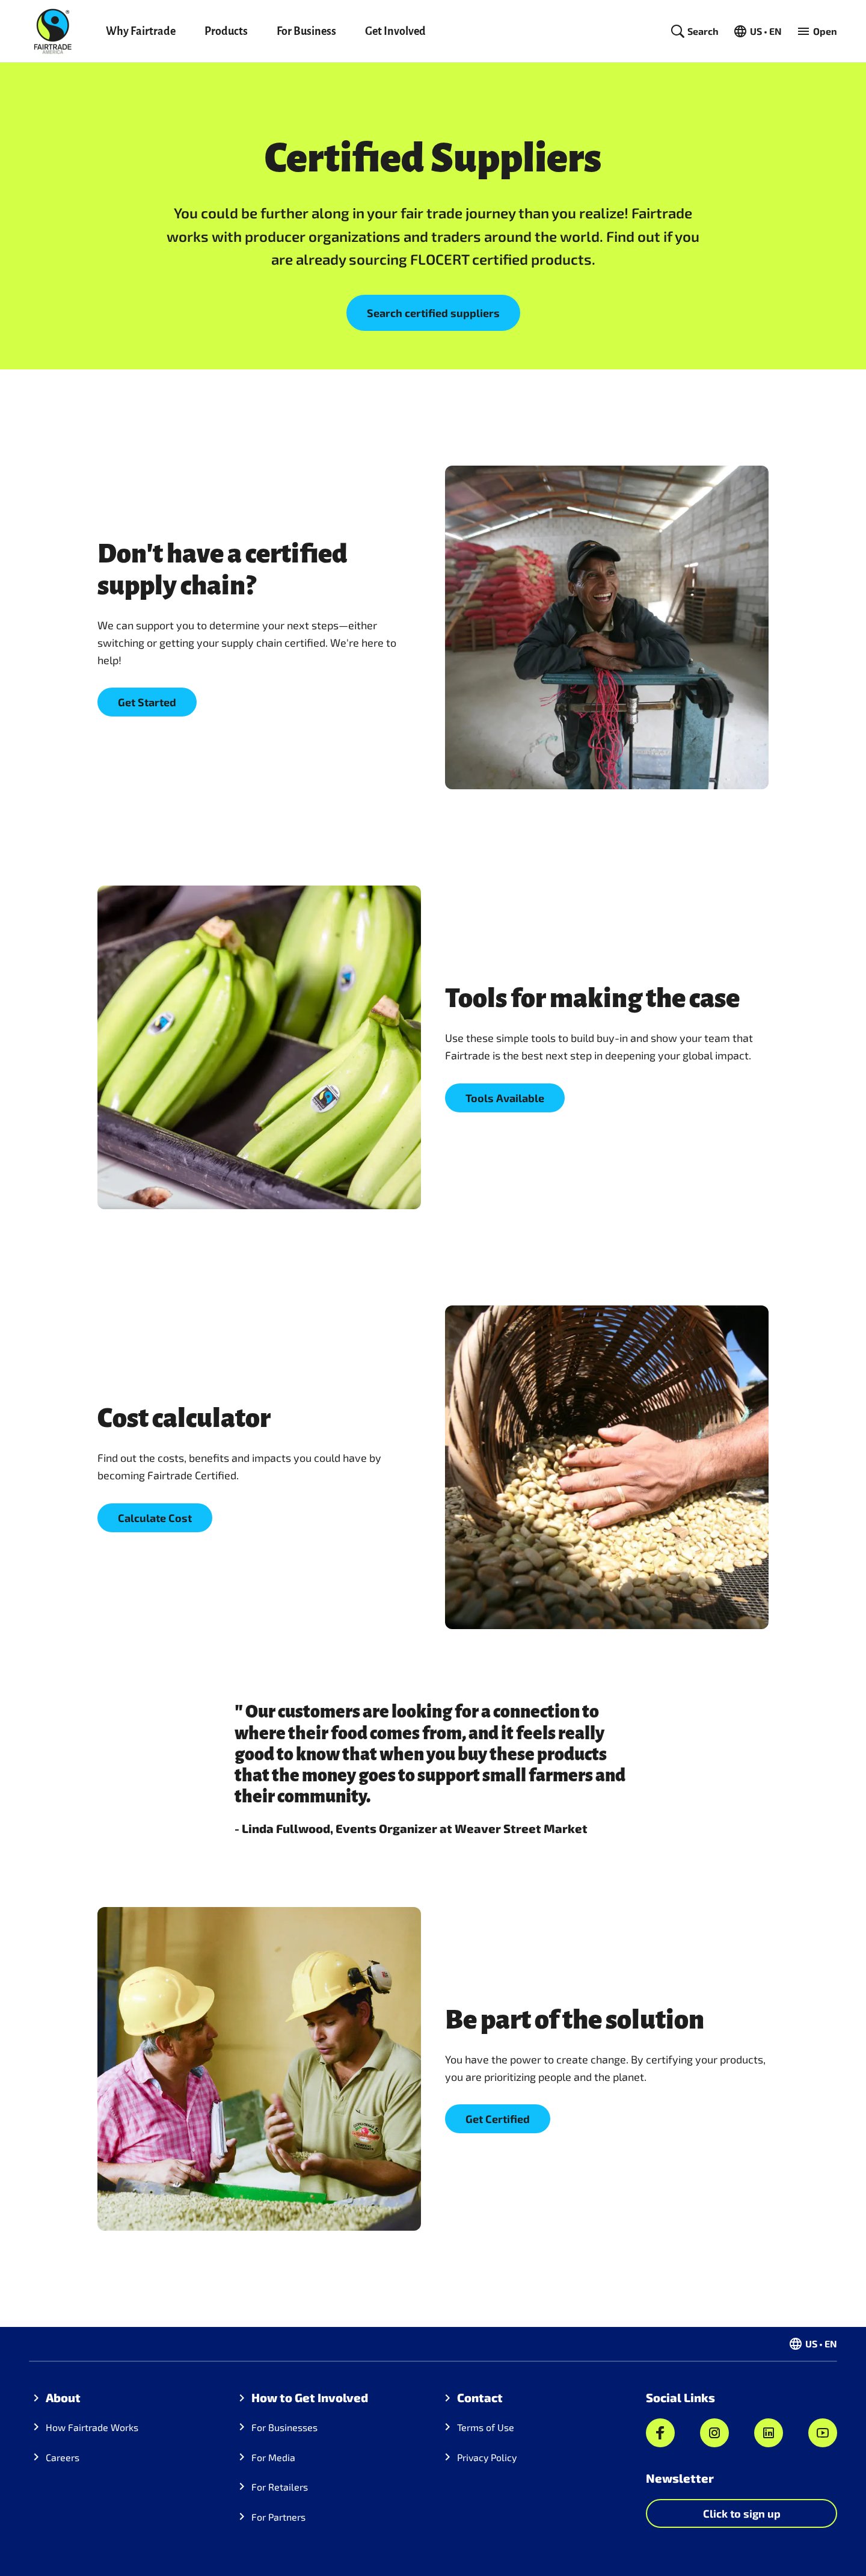 FAIRTRADE
AMERICA
Why Fairtrade
Products
For Business
Get Involved
Search
US • EN
Open
Certified Suppliers
You could be further along in your fair trade journey than you realize! Fairtrade
works with producer organizations and traders around the world. Find out if you
are already sourcing FLOCERT certified products.
Search certified suppliers
Don't have a certified
supply chain?
We can support you to determine your next steps—either
switching or getting your supply chain certified. We're here to
help!
Get Started
Tools for making the case
Use these simple tools to build buy-in and show your team that
Fairtrade is the best next step in deepening your global impact.
Tools Available
Cost calculator
Find out the costs, benefits and impacts you could have by
becoming Fairtrade Certified.
Calculate Cost
" Our customers are looking for a connection to
where their food comes from, and it feels really
good to know that when you buy these products
that the money goes to support small farmers and
their community.
- Linda Fullwood, Events Organizer at Weaver Street Market
Be part of the solution
You have the power to create change. By certifying your products,
you are prioritizing people and the planet.
Get Certified
US • EN
About
How Fairtrade Works
Careers
How to Get Involved
For Businesses
For Media
For Retailers
For Partners
Contact
Terms of Use
Privacy Policy
Social Links
Newsletter
Click to sign up